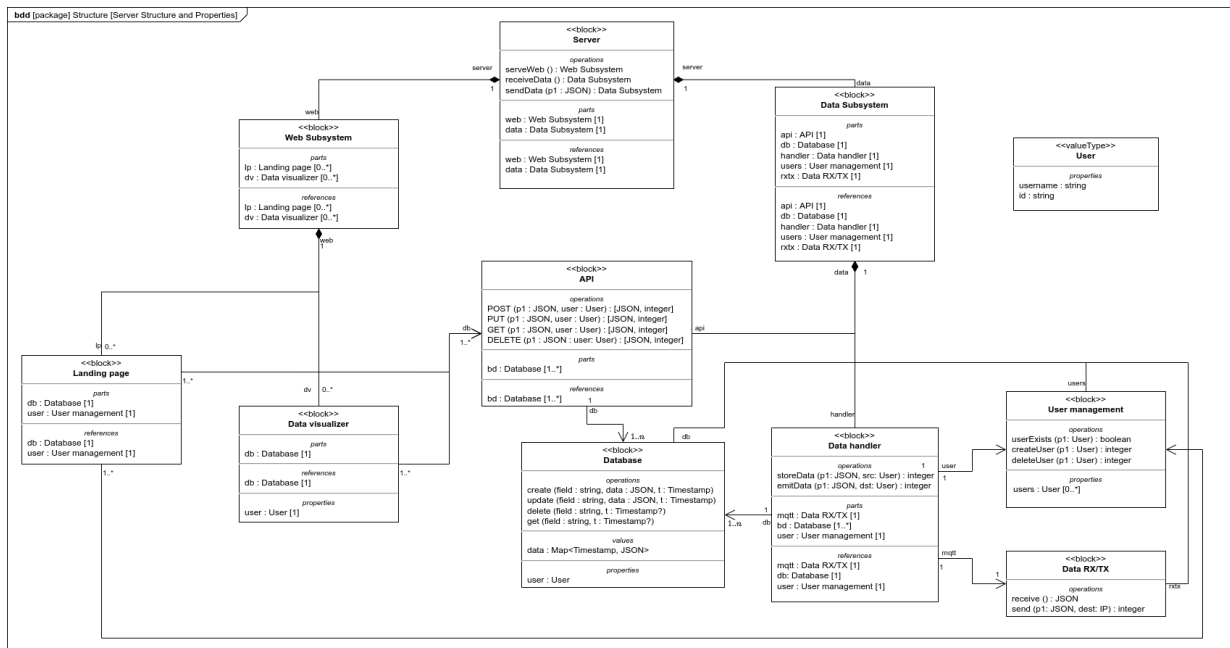 bdd [package] Structure [Server Structure and Properties]
<<block>>
Server
operations
serveWeb () : Web Subsystem
receiveData () : Data Subsystem
sendData (p1 : JSON) : Data Subsystem
parts
web : Web Subsystem [1]
data : Data Subsystem [1]
references
web : Web Subsystem [1]
data : Data Subsystem [1]
server
1
web
server
1
data
<<block>>
Web Subsystem
parts
lp : Landing page [0..*]
dv : Data visualizer [0..*]
references
lp : Landing page [0..*]
dv : Data visualizer [0..*]
web
1
<<block>>
Data Subsystem
parts
api : API [1]
db : Database [1]
handler : Data handler [1]
users : User management [1]
rxtx : Data RX/TX [1]
references
api : API [1]
db : Database [1]
handler : Data handler [1]
users : User management [1]
rxtx : Data RX/TX [1]
data
1
<<valueType>>
User
properties
username : string
id : string
<<block>>
API
operations
POST (p1 : JSON, user : User) : [JSON, integer]
PUT (p1 : JSON, user : User) : [JSON, integer]
GET (p1 : JSON, user : User) : [JSON, integer]
DELETE (p1 : JSON : user: User) : [JSON, integer]
parts
bd : Database [1..*]
references
bd : Database [1..*]
db
1..*
api
1
db
1..n
lp
0..*
<<block>>
Landing page
parts
db : Database [1]
user : User management [1]
references
db : Database [1]
user : User management [1]
1..*
1..*
dv
0..*
<<block>>
Data visualizer
parts
db : Database [1]
references
db : Database [1]
properties
user : User [1]
1..*
<<block>>
Database
operations
create (field : string, data : JSON, t : Timestamp)
update (field : string, data : JSON, t : Timestamp)
delete (field : string, t : Timestamp?)
get (field : string, t : Timestamp?)
values
data : Map<Timestamp, JSON>
properties
user : User
db
1..n
1
db
handler
<<block>>
Data handler
operations
storeData (p1: JSON, src: User) : integer
emitData (p1: JSON, dst: User) : integer
parts
mqtt : Data RX/TX [1]
bd : Database [1..*]
user : User management [1]
references
mqtt : Data RX/TX [1]
db: Database [1]
user : User management [1]
1
user
1
mqtt
1
1
users
<<block>>
User management
operations
userExists (p1: User) : boolean
createUser (p1 : User) : integer
deleteUser (p1 : User) : integer
properties
users : User [0..*]
<<block>>
Data RX/TX
operations
receive () : JSON
send (p1: JSON, dest: IP) : integer
rxtx